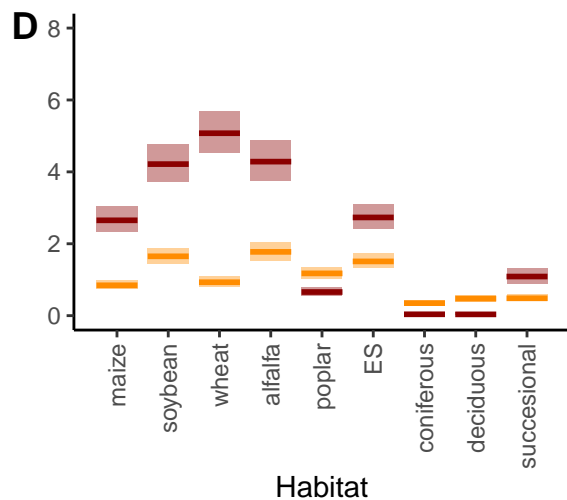 D
8
6
4
2
0
maize
soybean
wheat
alfalfa
poplar
ES
coniferous
deciduous
succesional
Habitat